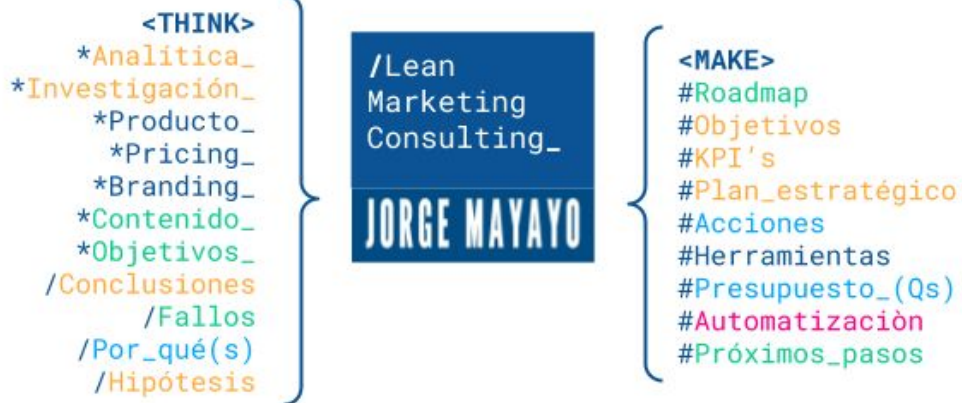 <THINK>
*Analítica_
*Investigación_
*Producto_
*Pricing_
*Branding_
*Contenido_
*Objetivos_
/Conclusiones
/Fallos
/Por_qué(s)
/Hipótesis
/Lean
Marketing
Consulting_
JORGE MAYAYO
<MAKE>
#Roadmap
#Objetivos
#KPI's
#Plan_estratégico
#Acciones
#Herramientas
#Presupuesto_(Qs)
#Automatizaciòn
#Próximos_pasos